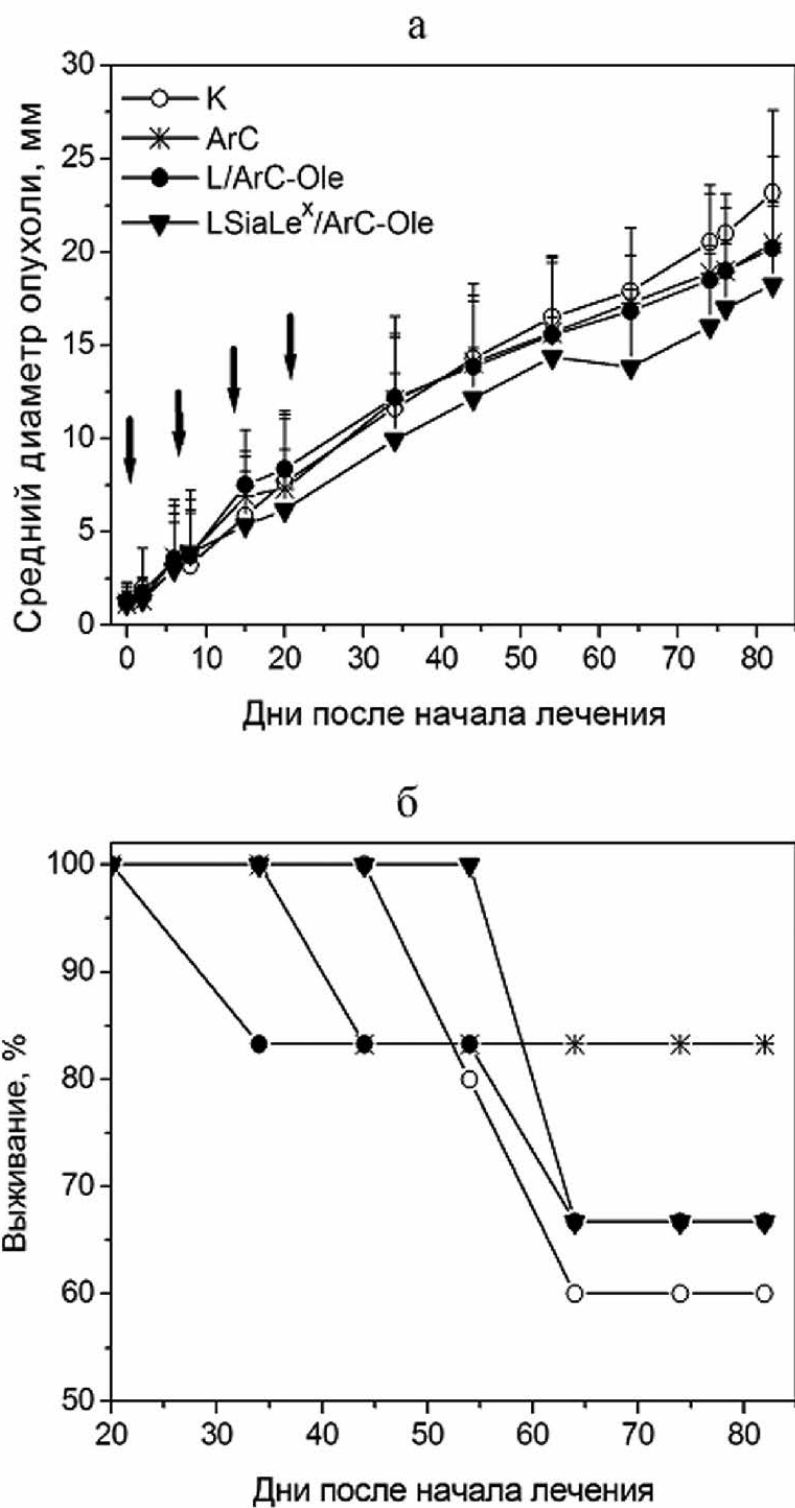 а
30
25
20
15
10
5
0
Средний диаметр опухоли, мм
K
ArC
L/ArC-Ole
LSiaLeˣ/ArC-Ole
0 10 20 30 40 50 60 70 80
Дни после начала лечения
б
100
90
80
70
60
50
Выживание, %
20 30 40 50 60 70 80
Дни после начала лечения